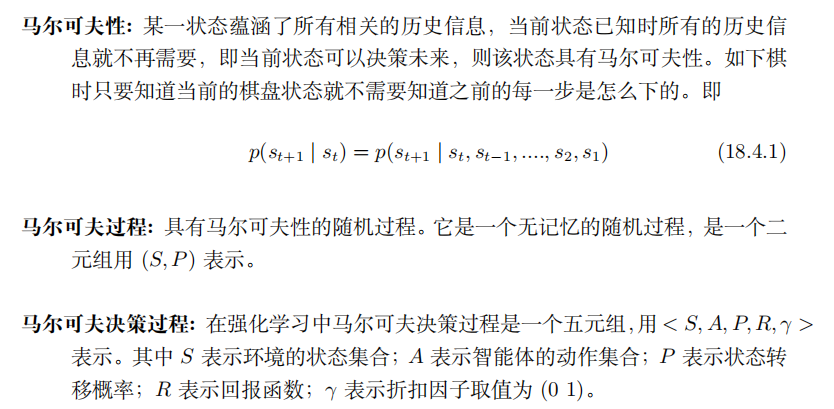 马尔可夫性: 某一状态蕴涵了所有相关的历史信息，当前状态已知时所有的历史信
息就不再需要，即当前状态可以决策未来，则该状态具有马尔可夫性。如下棋
时只要知道当前的棋盘状态就不需要知道之前的每一步是怎么下的。即
p(s_{t+1} | s_t) = p(s_{t+1} | s_t, s_{t−1}, ...., s_2, s_1) (18.4.1)
马尔可夫过程: 具有马尔可夫性的随机过程。它是一个无记忆的随机过程，是一个二
元组用 (S, P) 表示。
马尔可夫决策过程: 在强化学习中马尔可夫决策过程是一个五元组，用 < S, A, P, R, γ >
表示。其中 S 表示环境的状态集合；A 表示智能体的动作集合；P 表示状态转
移概率；R 表示回报函数；γ 表示折扣因子取值为 (0 1)。